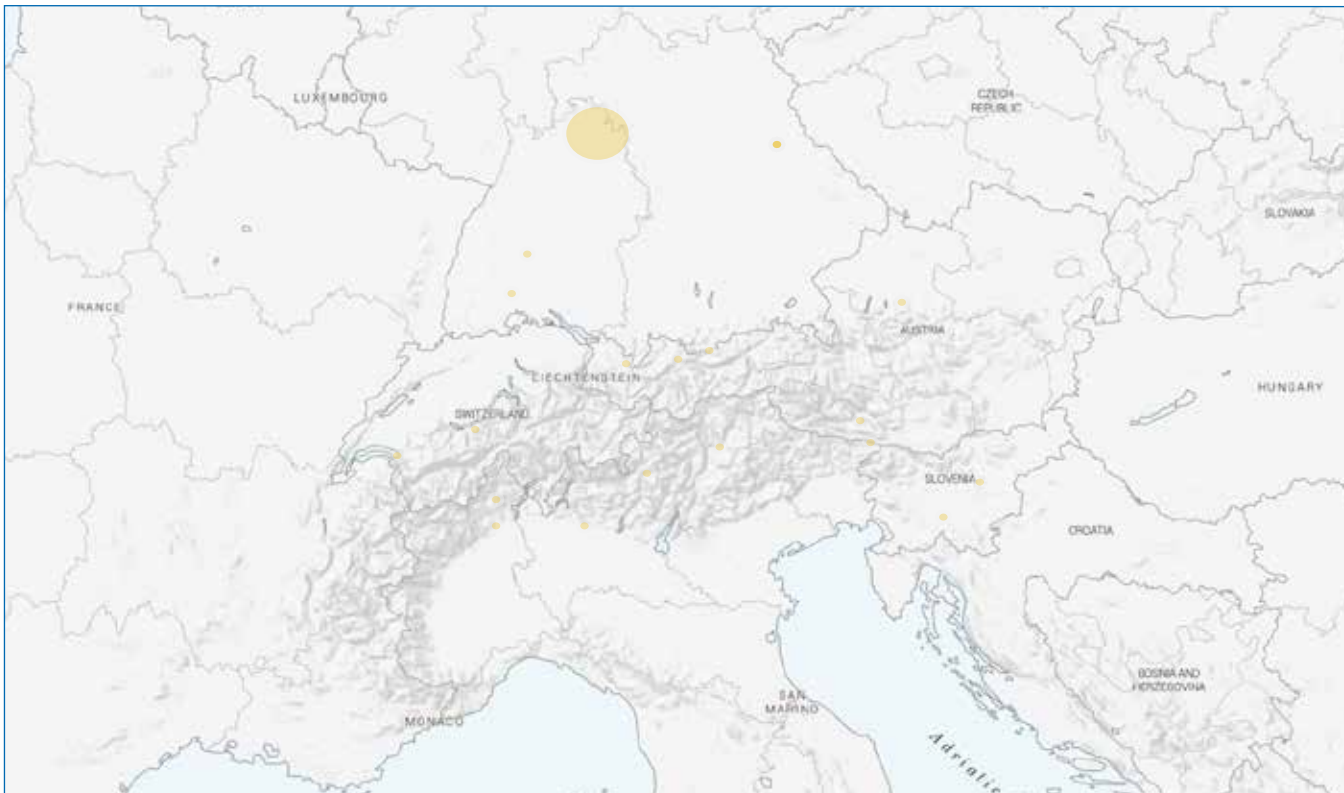 LUXEMBOURG
CZECH
REPUBLIC
SLOVAKIA
FRANCE
AUSTRIA
LIECHTENSTEIN
HUNGARY
SWITZERLAND
SLOVENIA
CROATIA
BOSNIA AND
HERZEGOVINA
SAN
MARINO
MONACO
Adriatic